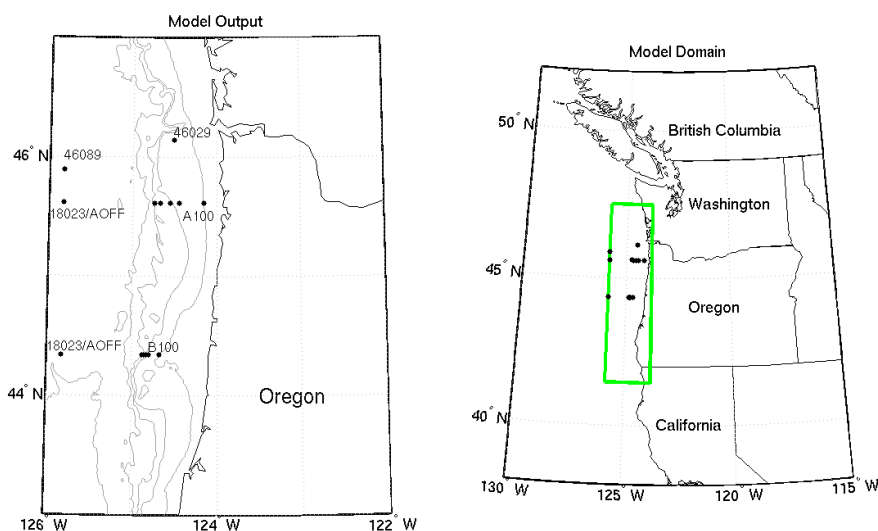 Model Output
46029
46° N
46089
18023/AOFF
A100
18023/AOFF
B100
44° N
Oregon
126° W
124° W
122° W
Model Domain
50° N
British Columbia
Washington
45° N
Oregon
40° N
California
130° W
125° W
120° W
115° W